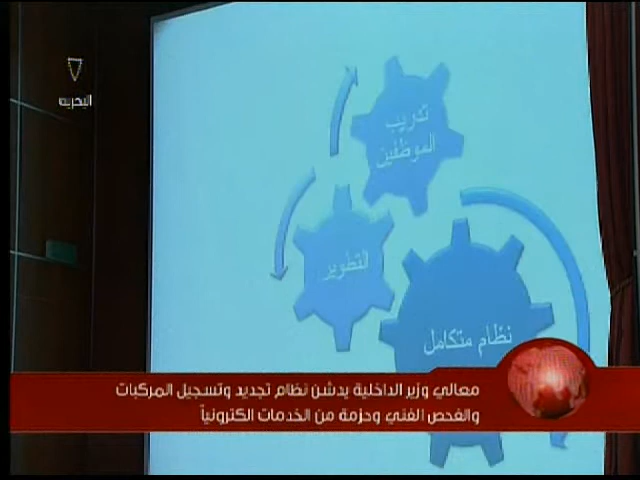 البحرين
تدريب
الموظفين
التطوير
نظام متكامل
معالي وزير الداخلية يدشن نظام تجديد وتسجيل المركبات
والفحص الفني وحزمة من الخدمات الكترونياً